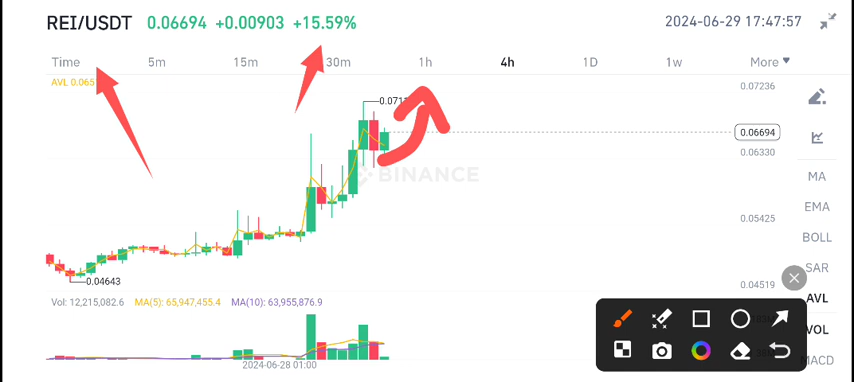 REI/USDT 0.06694 +0.00903 +15.59% 2024-06-29 17:47:57
Time 5m 15m 30m 1h 4h 1D 1w More
AVL 0.065
0.07236
0.071
0.06694
0.06330
BINANCE
MA
EMA
0.05425
BOLL
SAR
0.04643
0.04519
AVL
Vol: 12,215,082.6 MA(5): 65,947,455.4 MA(10): 63,955,876.9
VOL
MACD
2024-06-28 01:00